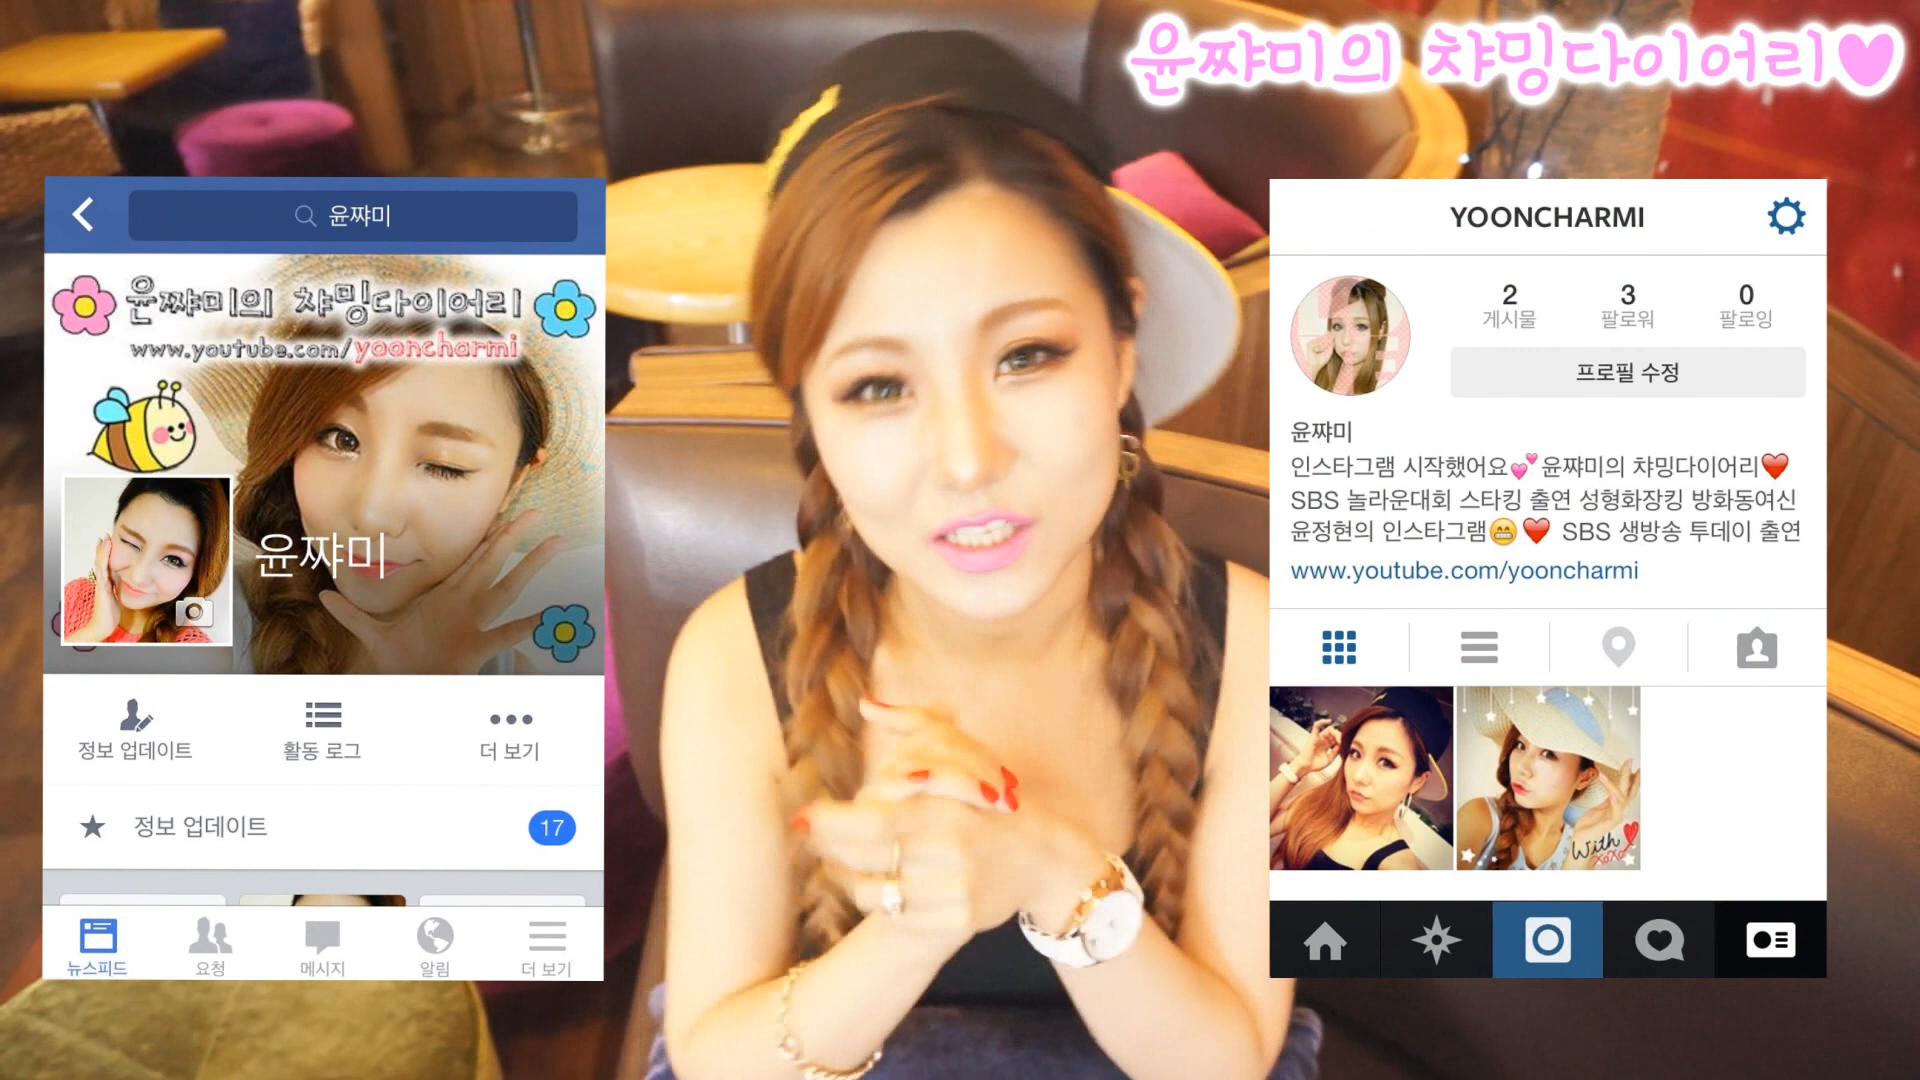 윤쨔미의 챠밍다이어리♥
윤쨔미
윤쨔미의 챠밍다이어리
www.youtube.com/yooncharmi
윤쨔미
정보 업데이트
활동 로그
더 보기
정보 업데이트
17
뉴스피드
요청
메시지
알림
더 보기
YOONCHARMI
2
3
0
게시물
팔로워
팔로잉
프로필 수정
윤쨔미
인스타그램 시작했어요💕윤쨔미의 챠밍다이어리❤️
SBS 놀라운대회 스타킹 출연 성형화장킹 방화동여신
윤정현의 인스타그램😁❤️ SBS 생방송 투데이 출연
www.youtube.com/yooncharmi
With
xoxo